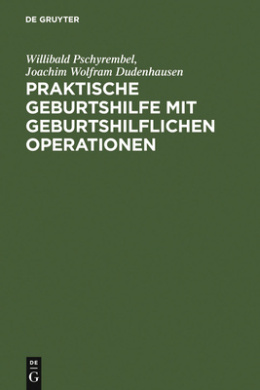 DE GRUYTER
Willibald Pschyrembel,
Joachim Wolfram Dudenhausen
PRAKTISCHE
GEBURTSHILFE MIT
GEBURTSHILFLICHEN
OPERATIONEN
DE
G